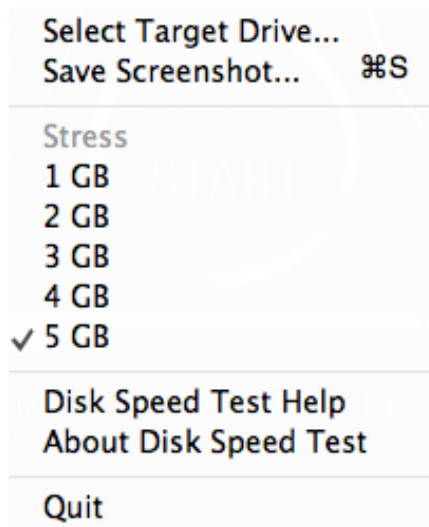 Select Target Drive...
Save Screenshot... ⌘S
Stress
1 GB
START
2 GB
3 GB
4 GB
✓ 5 GB
Disk Speed Test Help
About Disk Speed Test
Quit